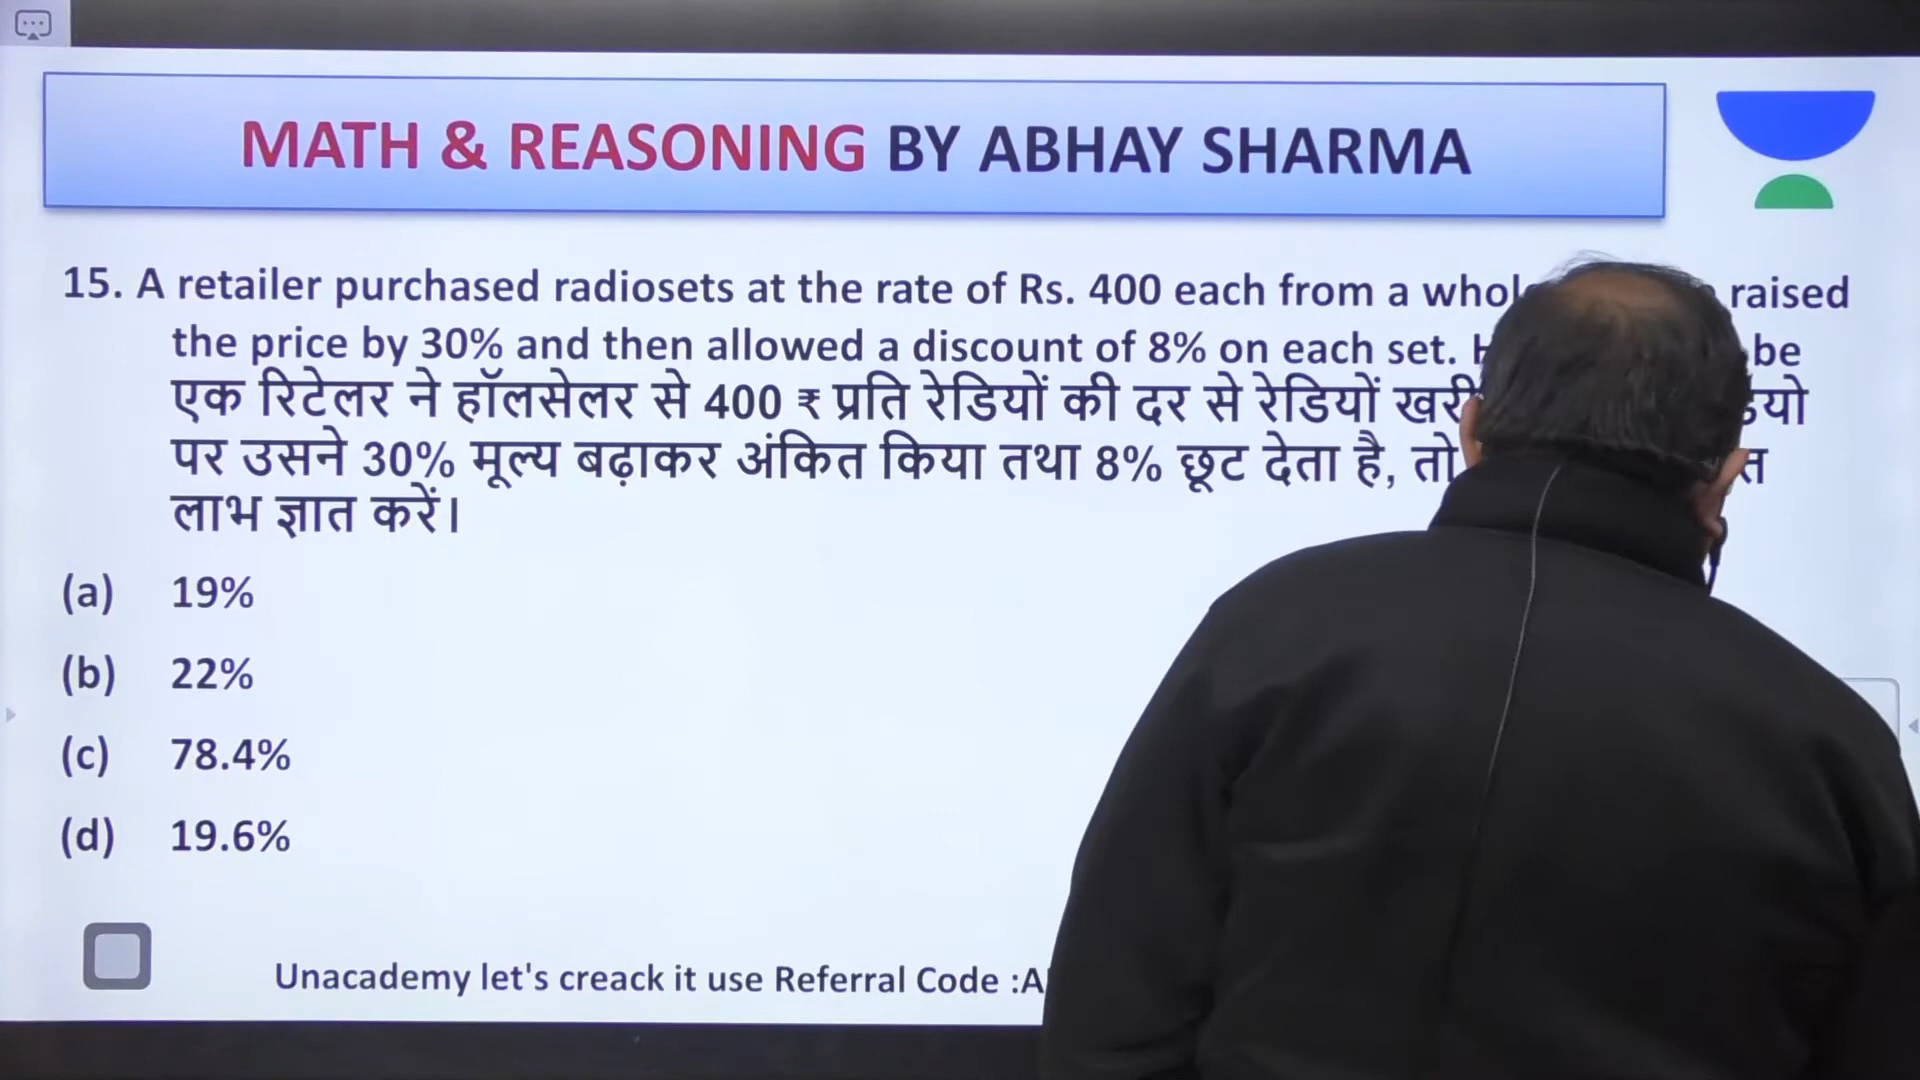 MATH & REASONING BY ABHAY SHARMA
15. A retailer purchased radiosets at the rate of Rs. 400 each from a raised
the price by 30% and then allowed a discount of 8% on each set. be
एक रिटेलर ने हॉलसेलर से 400 ₹ प्रति रेडियों की दर से रेडियों
पर उसने 30% मूल्य बढ़ाकर अंकित किया तथा 8% छूट देता है, तो
लाभ ज्ञात करें।
(a) 19%
(b) 22%
(c) 78.4%
(d) 19.6%
Unacademy let's creack it use Referral Code :